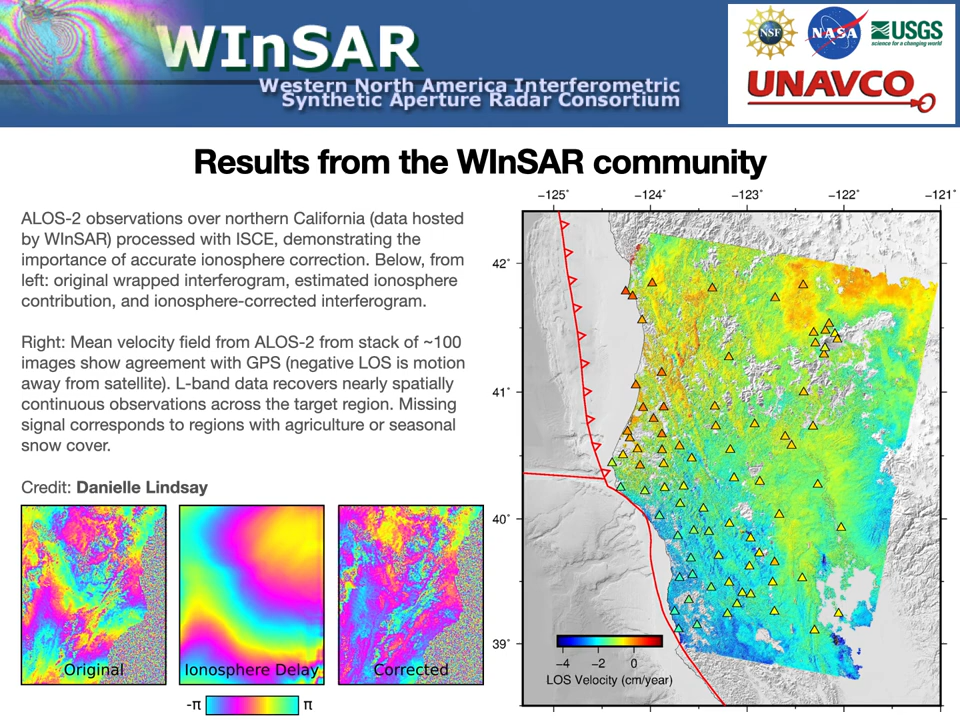 WInSAR
Western North America Interferometric
Synthetic Aperture Radar Consortium
NSF
NASA
USGS
science for a changing world
UNAVCO
Results from the WInSAR community
ALOS-2 observations over northern California (data hosted
by WInSAR) processed with ISCE, demonstrating the
importance of accurate ionosphere correction. Below, from
left: original wrapped interferogram, estimated ionosphere
contribution, and ionosphere-corrected interferogram.
Right: Mean velocity field from ALOS-2 from stack of ~100
images show agreement with GPS (negative LOS is motion
away from satellite). L-band data recovers nearly spatially
continuous observations across the target region. Missing
signal corresponds to regions with agriculture or seasonal
snow cover.
Credit: Danielle Lindsay
Original
Ionosphere Delay
Corrected
-π π
−125° −124° −123° −122° −121°
42°
41°
40°
39°
−4 −2 0
LOS Velocity (cm/year)